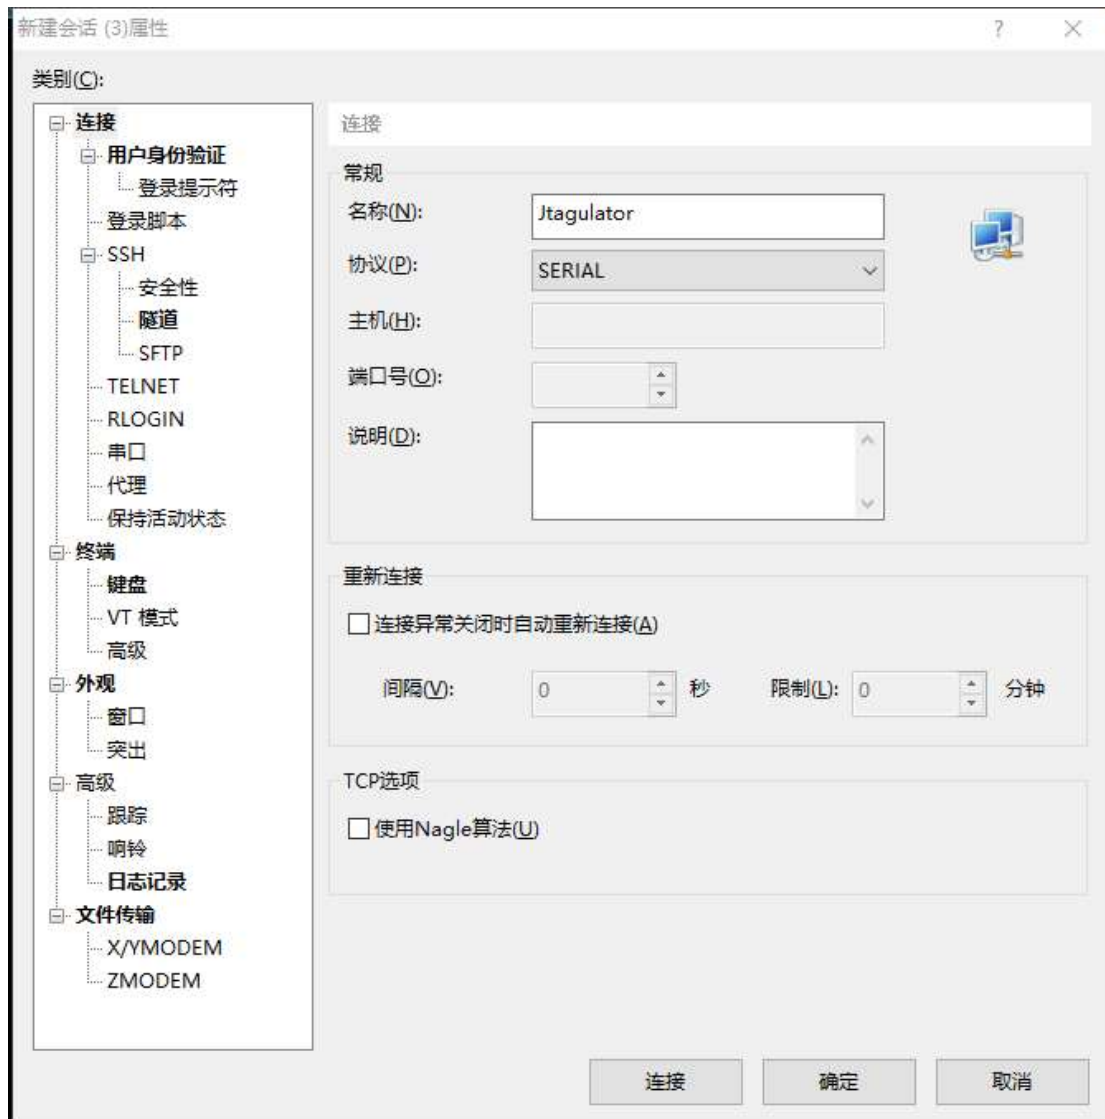 新建会话 (3)属性
?
类别(C):
连接
用户身份验证
登录提示符
登录脚本
SSH
安全性
隧道
SFTP
TELNET
RLOGIN
串口
代理
保持活动状态
终端
键盘
VT 模式
高级
外观
窗口
突出
高级
跟踪
响铃
日志记录
文件传输
X/YMODEM
ZMODEM
连接
常规
名称(N): Jtagulator
协议(P): SERIAL
主机(H):
端口号(O):
说明(D):
重新连接
连接异常关闭时自动重新连接(A)
间隔(V): 0 秒 限制(L): 0 分钟
TCP选项
使用Nagle算法(U)
连接 确定 取消